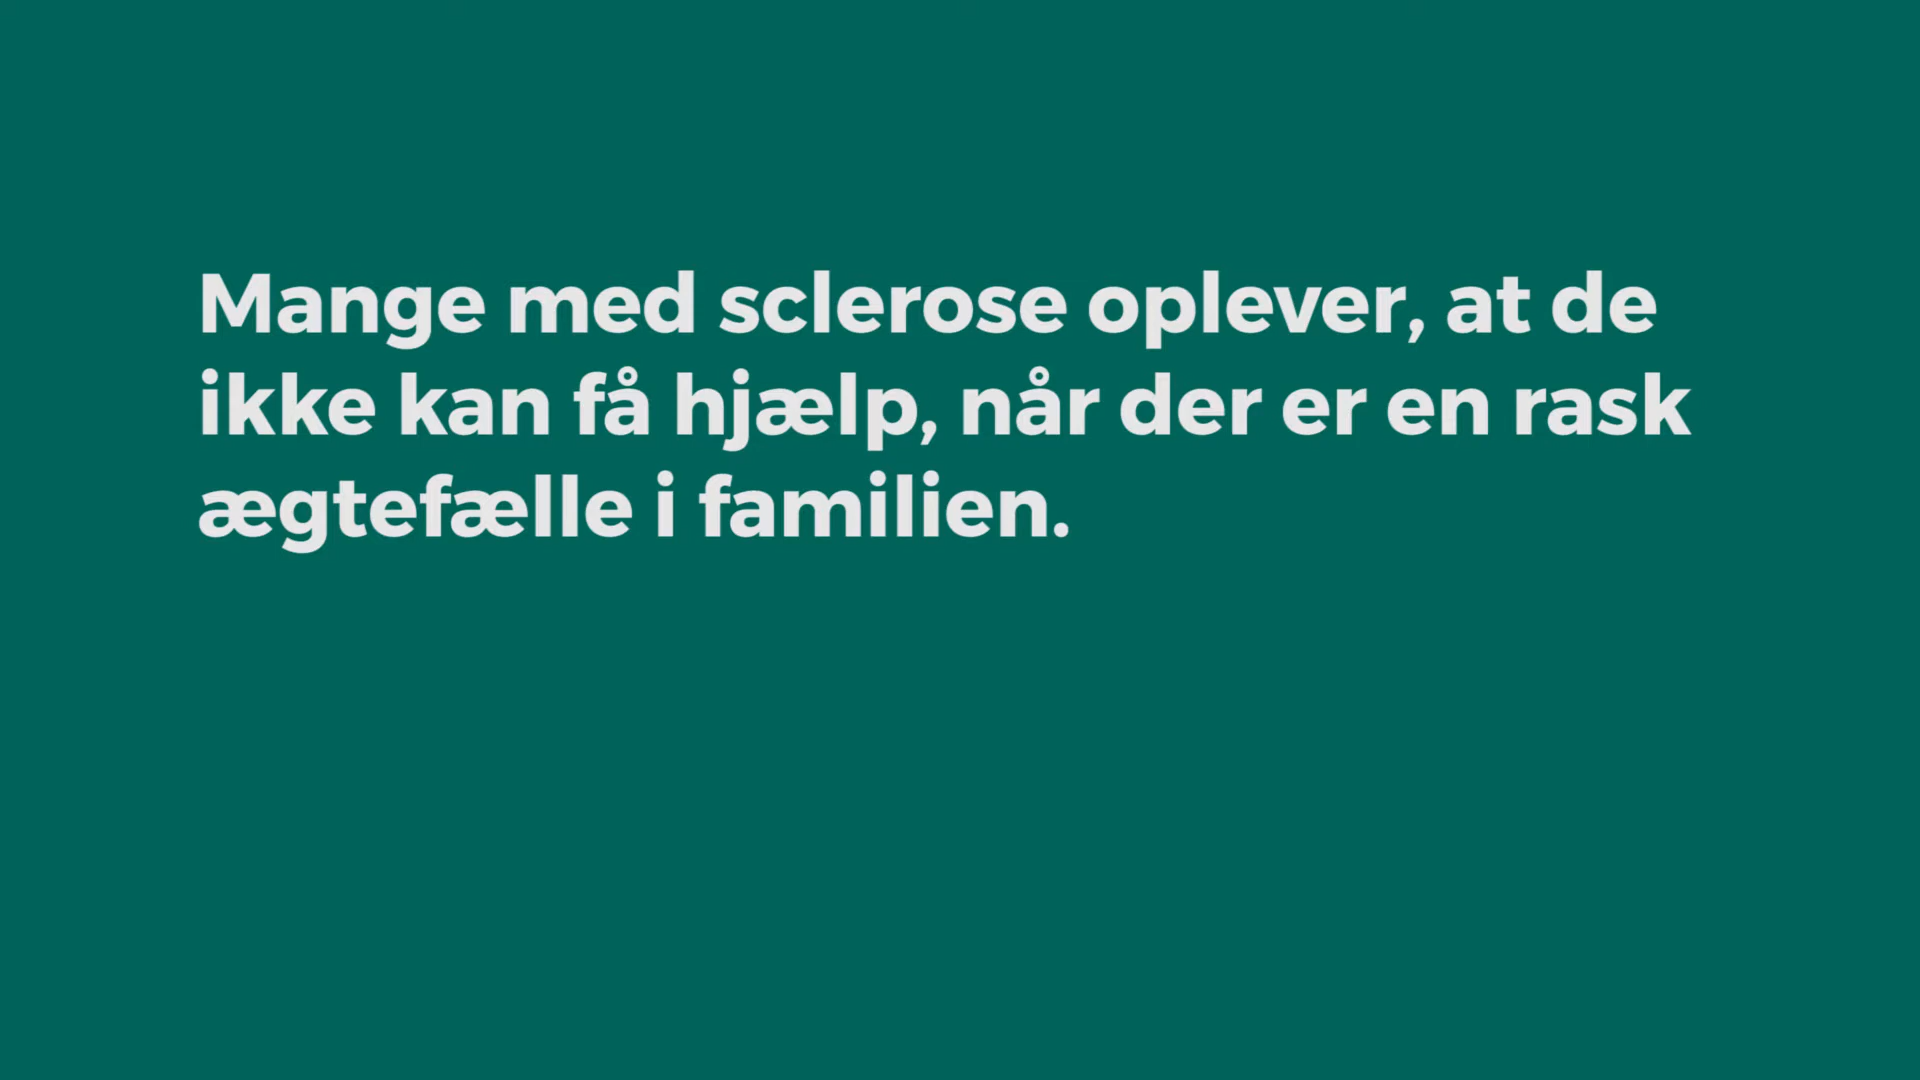 Mange med sclerose oplever, at de
ikke kan få hjælp, når der er en rask
ægtefælle i familien.